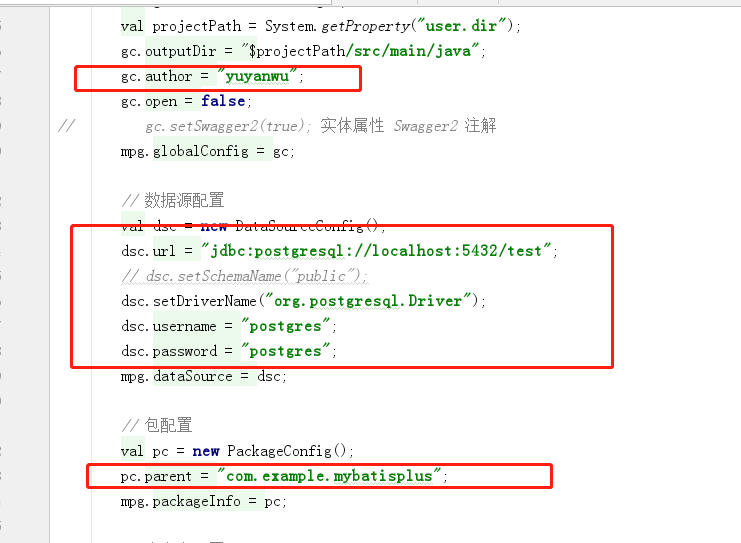 val projectPath = System.getProperty("user.dir");
gc.outputDir = "$projectPath/src/main/java";
gc.author = "yuyanwu";
gc.open = false;
// gc.setSwagger2(true); 实体属性 Swagger2 注解
mpg.globalConfig = gc;
// 数据源配置
val dsc = new DataSourceConfig();
dsc.url = "jdbc:postgresql://localhost:5432/test";
// dsc.setSchemaName("public");
dsc.setDriverName("org.postgresql.Driver");
dsc.username = "postgres";
dsc.password = "postgres";
mpg.dataSource = dsc;
// 包配置
val pc = new PackageConfig();
pc.parent = "com.example.mybatisplus";
mpg.packageInfo = pc;